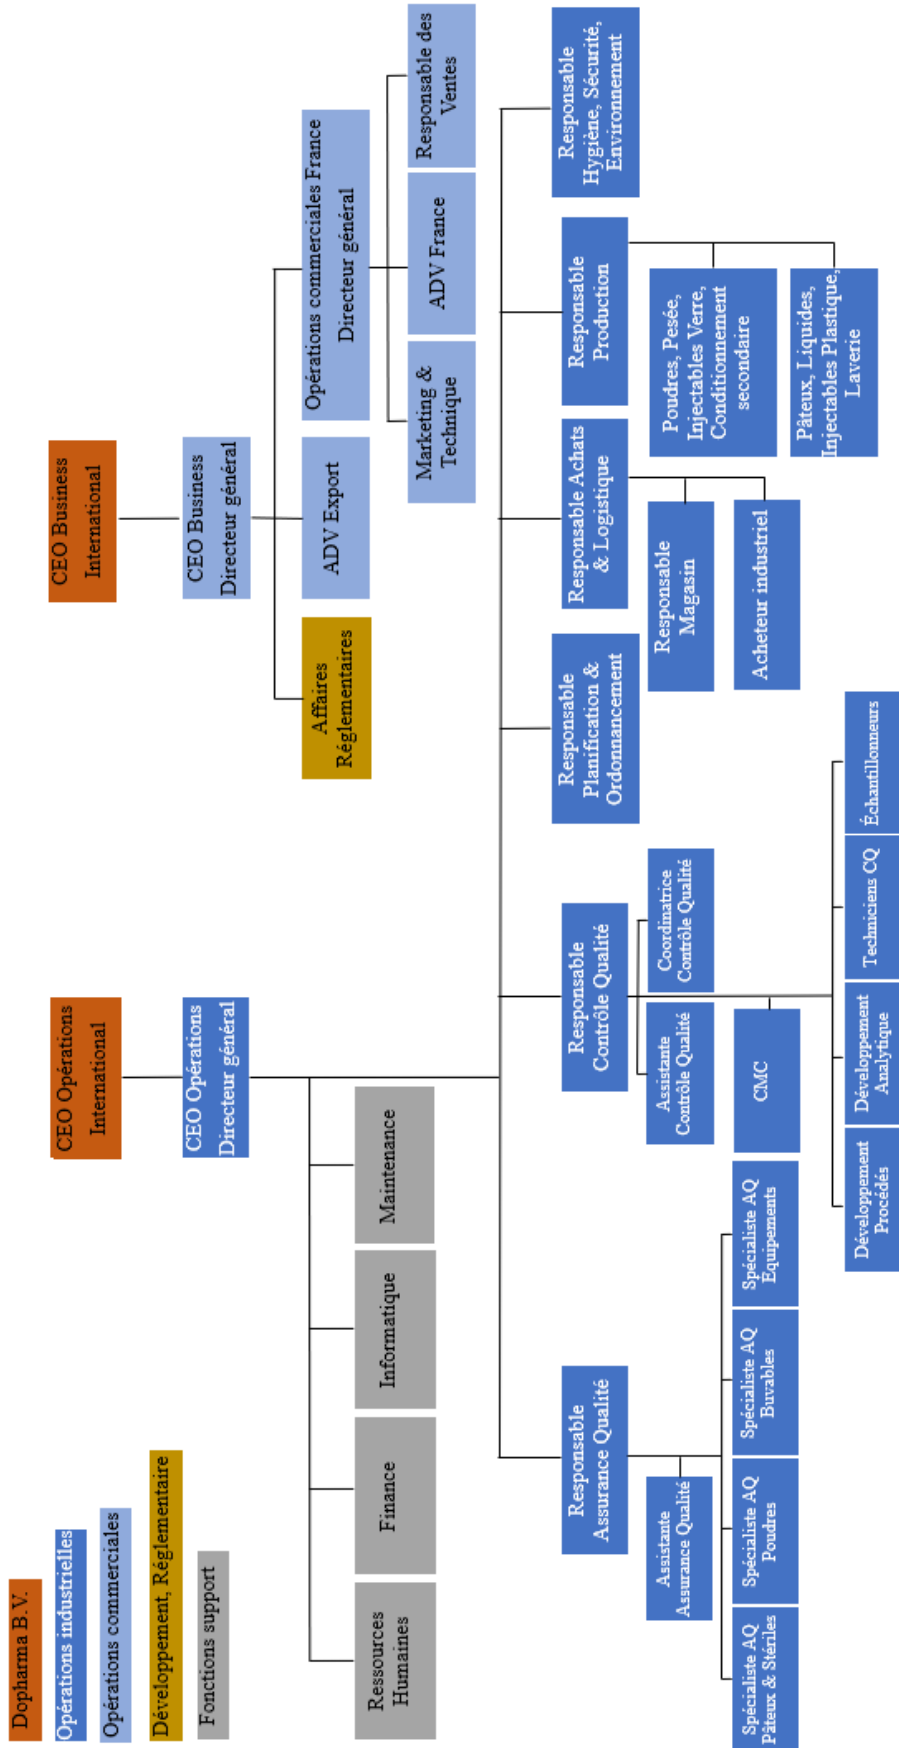 Dopharma B.V.
Opérations industrielles
Opérations commerciales
Développement, Réglementaire
Fonctions support
CEO Opérations
International
CEO Business
International
CEO Opérations
Directeur général
CEO Business
Directeur général
Affaires
Réglementaires
ADV Export
Opérations commerciales France
Directeur général
Ressources
Humaines
Finance
Informatique
Maintenance
Marketing &
Technique
ADV France
Responsable des
Ventes
Responsable
Assurance Qualité
Responsable
Contrôle Qualité
Responsable
Planification &
Ordonnancement
Responsable Achats
& Logistique
Responsable
Production
Responsable
Hygiène, Sécurité,
Environnement
Assistante
Assurance Qualité
Assistante
Contrôle Qualité
Coordinatrice
Contrôle Qualité
Responsable
Magasin
Poudres, Pesée,
Injectables Verre,
Conditionnement
secondaire
Spécialiste AQ
Pâteux & Stériles
Spécialiste AQ
Poudres
Spécialiste AQ
Buvables
Spécialiste AQ
Equipements
CMC
Acheteur industriel
Pâteux, Liquides,
Injectables Plastique,
Laverie
Développement
Procédés
Développement
Analytique
Techniciens CQ
Échantillonneurs